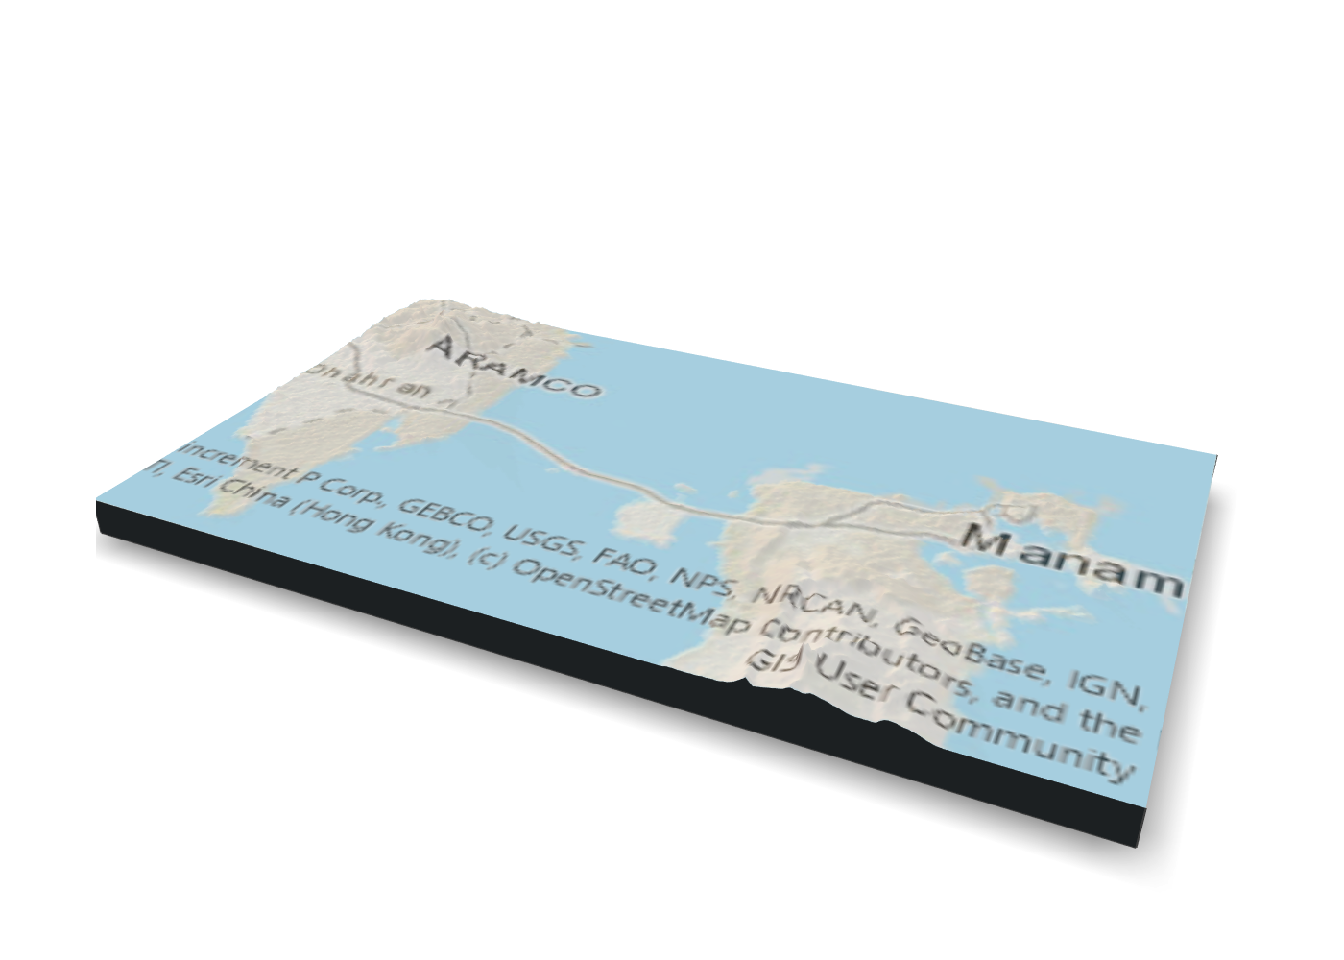 ARAMCO
Dhahran
Manam
increment P Corp., GEBCO, USGS, FAO, NPS, NRCAN, GeoBase, IGN,
Esri China (Hong Kong), (c) OpenStreetMap Contributors, and the
GIS User Community